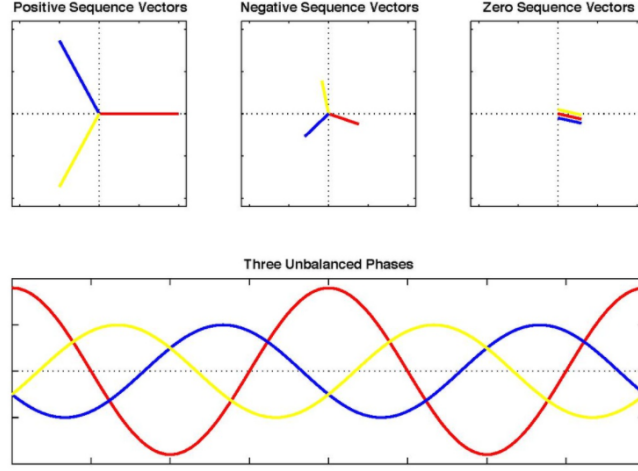 Positive Sequence Vectors
Negative Sequence Vectors
Zero Sequence Vectors
Three Unbalanced Phases